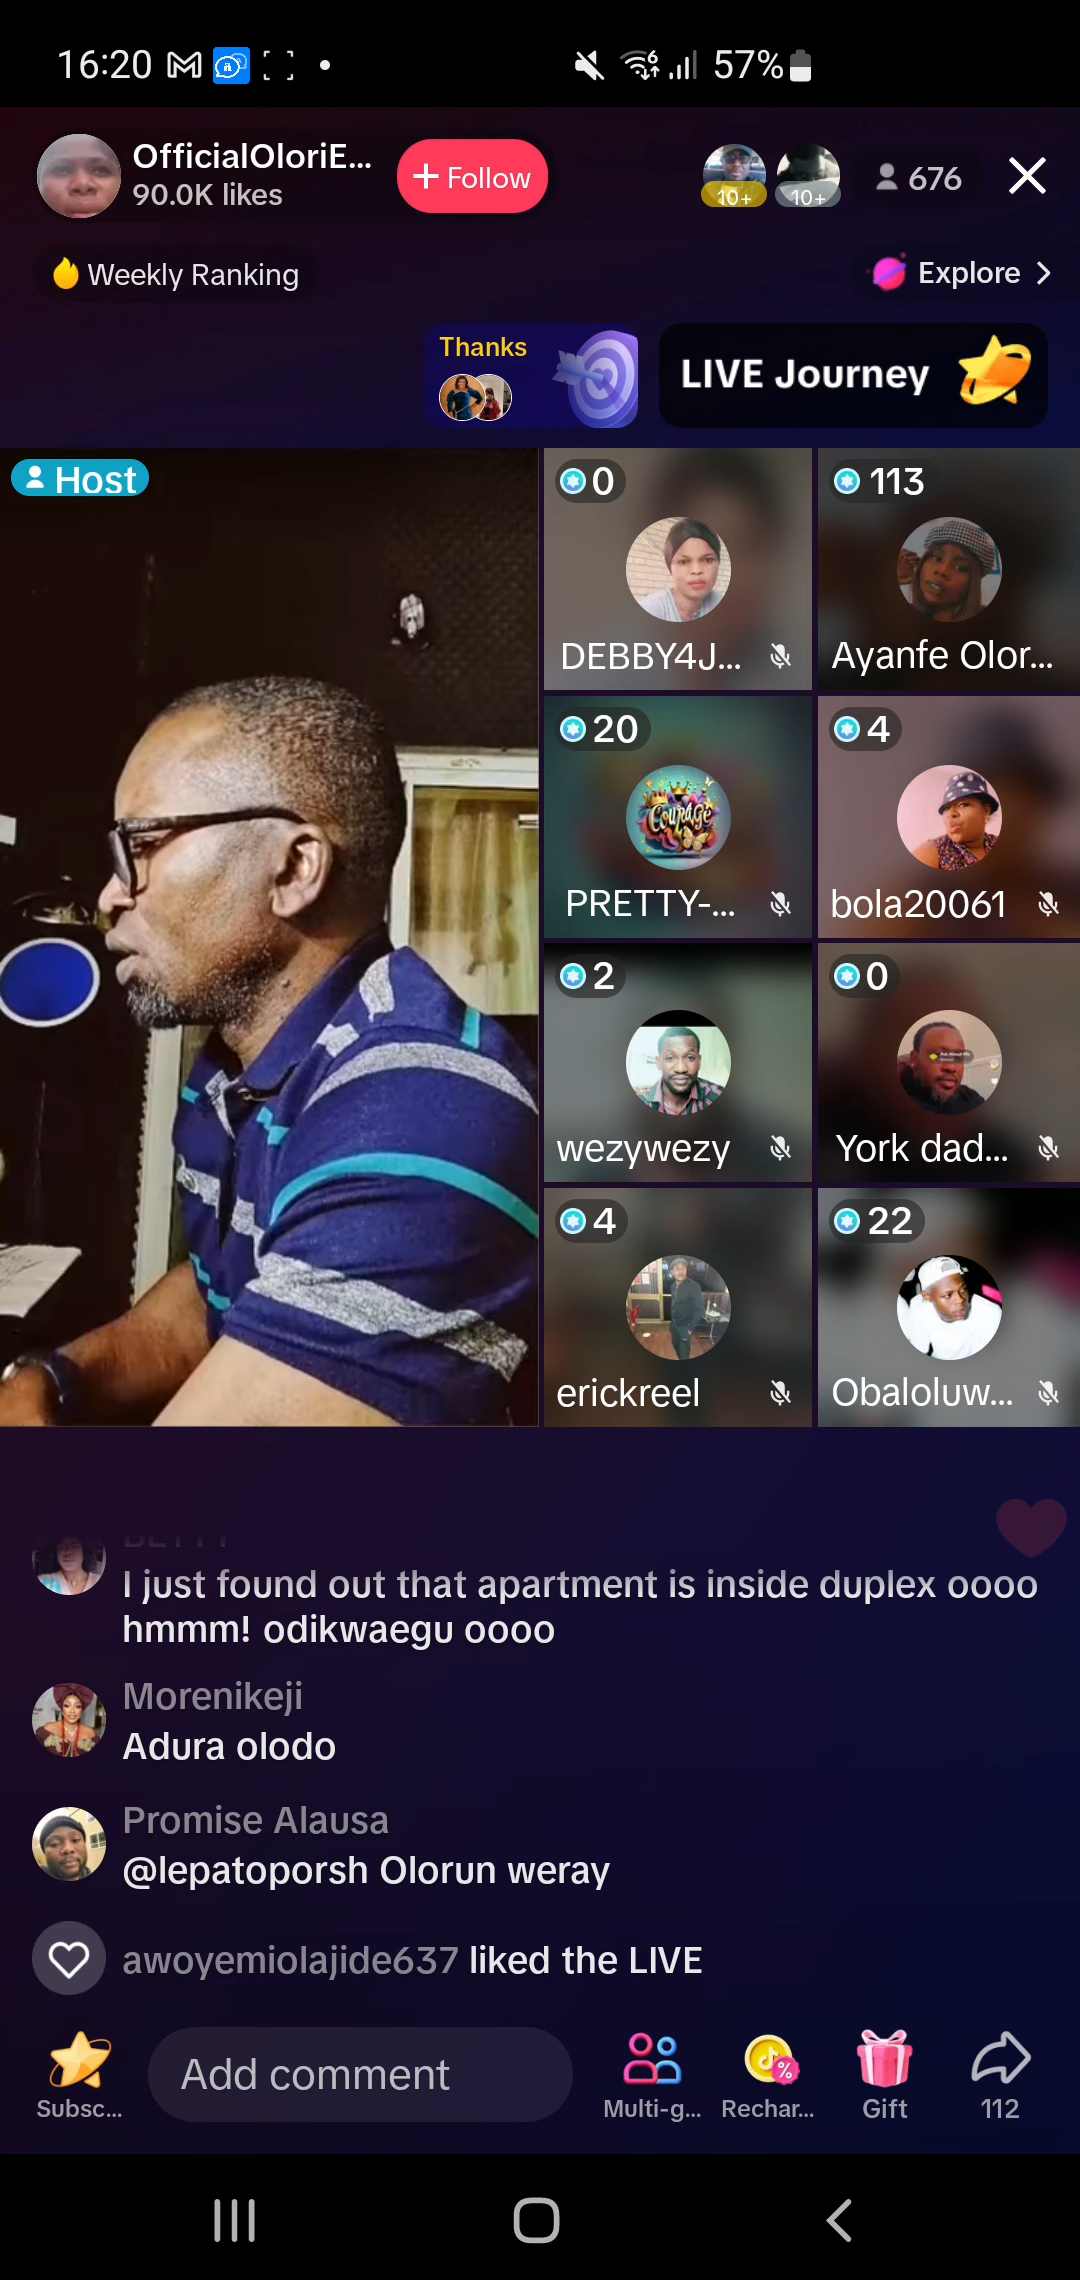 16:20
57%
OfficialOloriE...
90.0K likes
+ Follow
10+
10+
676
Weekly Ranking
Explore
Thanks
LIVE Journey
Host
0
DEBBY4J...
113
Ayanfe Olor...
20
Courage
PRETTY-...
4
bola20061
2
wezywezy
0
York dad...
4
erickreel
22
Obaloluw...
BETTY
I just found out that apartment is inside duplex oooo
hmmm! odikwaegu oooo
Morenikeji
Adura olodo
Promise Alausa
@lepatoporsh Olorun weray
awoyemiolajide637 liked the LIVE
Add comment
Subsc...
Multi-g...
Rechar...
Gift
112